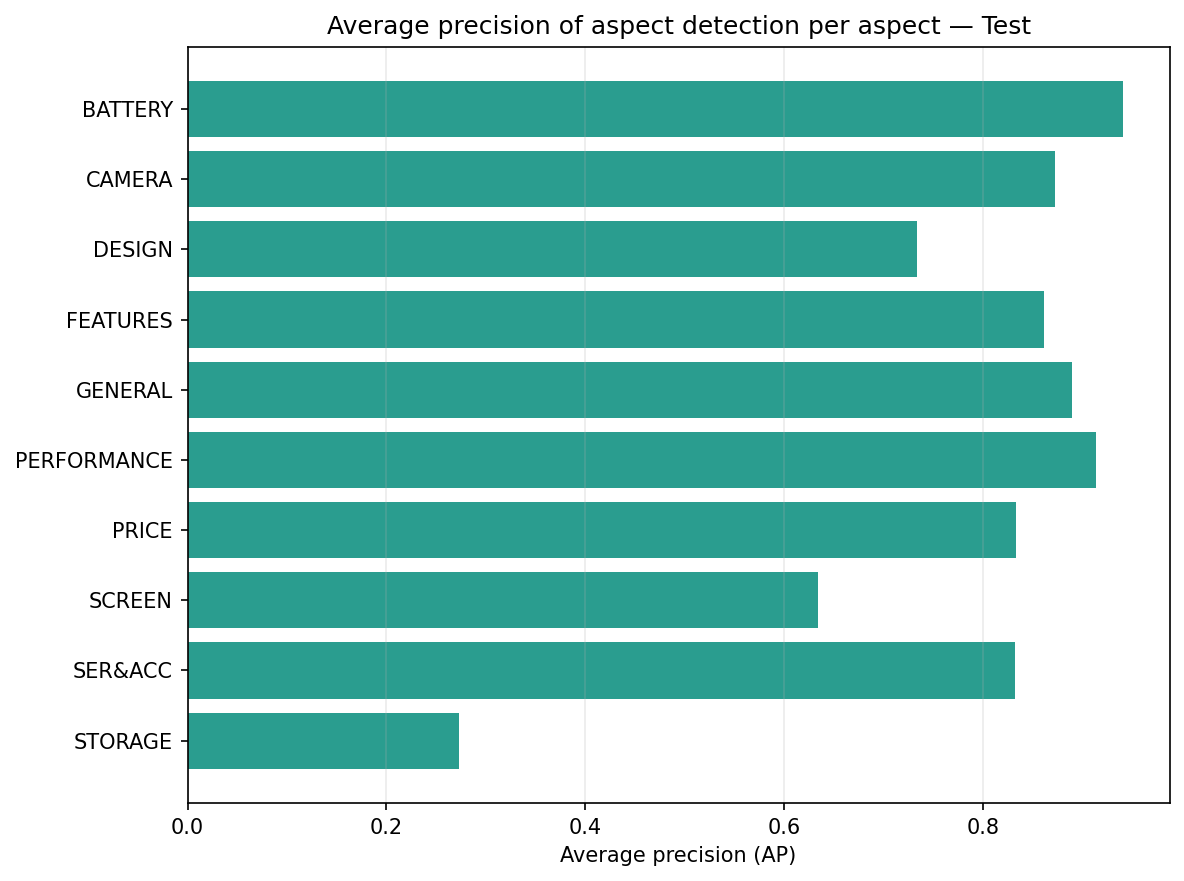 Average precision of aspect detection per aspect — Test
BATTERY
CAMERA
DESIGN
FEATURES
GENERAL
PERFORMANCE
PRICE
SCREEN
SER&ACC
STORAGE
0.0 0.2 0.4 0.6 0.8
Average precision (AP)